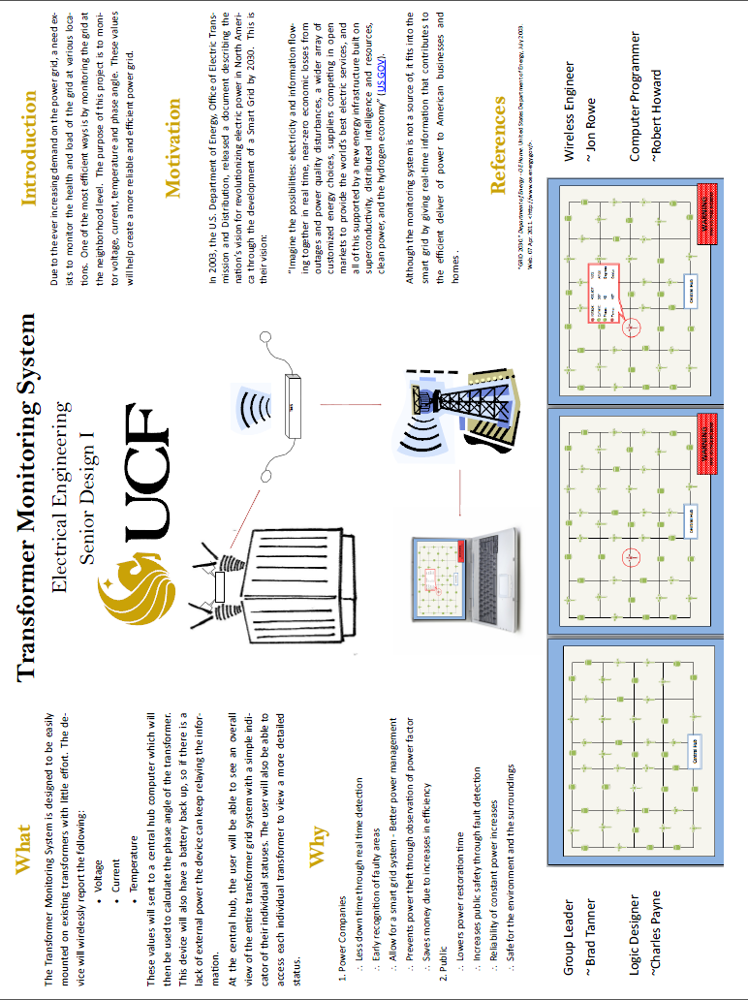 Transformer Monitoring System
Electrical Engineering
Senior Design I
UCF
What
The Transformer Monitoring System is designed to be easily
mounted on existing transformers with little effort. The de-
vice will wirelessly report the following:
• Voltage
• Current
• Temperature
These values will sent to a central hub computer which will
then be used to calculate the phase angle of the transformer.
This device will also have a battery back up, so if there is a
lack of external power the device can keep relaying the infor-
mation.
At the central hub, the user will be able to see an overall
view of the entire transformer grid system with a simple indi-
cator of their individual statuses. The user will also be able to
access each individual transformer to view a more detailed
status.
Why
1. Power Companies
∴ Less down time through real time detection
∴ Early recognition of faulty areas
∴ Allow for a smart grid system - Better power management
∴ Prevents power theft through observation of power factor
∴ Saves money due to increases in efficiency
2. Public
∴ Lowers power restoration time
∴ Increases public safety through fault detection
∴ Reliability of constant power increases
∴ Safe for the environment and the surroundings
Introduction
Due to the ever increasing demand on the power grid, a need ex-
ists to monitor the health and load of the grid at various loca-
tions. One of the most efficient ways is by monitoring the grid at
the neighborhood level. The purpose of this project is to moni-
tor voltage, current, temperature and phase angle. These values
will help create a more reliable and efficient power grid.
Motivation
In 2003, the U.S. Department of Energy, Office of Electric Trans-
mission and Distribution, released a document describing the
nation's vision for revolutionizing electric power in North Ameri-
ca through the development of a Smart Grid by 2030. This is
their vision:
"Imagine the possibilities: electricity and information flow-
ing together in real time, near-zero economic losses from
outages and power quality disturbances, a wider array of
customized energy choices, suppliers competing in open
markets to provide the world's best electric services, and
all of this supported by a new energy infrastructure built on
superconductivity, distributed intelligence and resources,
clean power, and the hydrogen economy" (US GOV).
Although the monitoring system is not a source of, it fits into the
smart grid by giving real-time information that contributes to
the efficient deliver of power to American businesses and
homes.
References
"GRID 2030." Department of Energy - OE Home. United States Department of Energy, July 2003.
Web. 07 Apr. 2011. <http://www.oe.energy.gov/>.
Group Leader
~ Brad Tanner
Logic Designer
~Charles Payne
Central Hub
Central Hub
WARNING
Central Hub
WARNING
Wireless Engineer
~ Jon Rowe
Computer Programmer
~Robert Howard